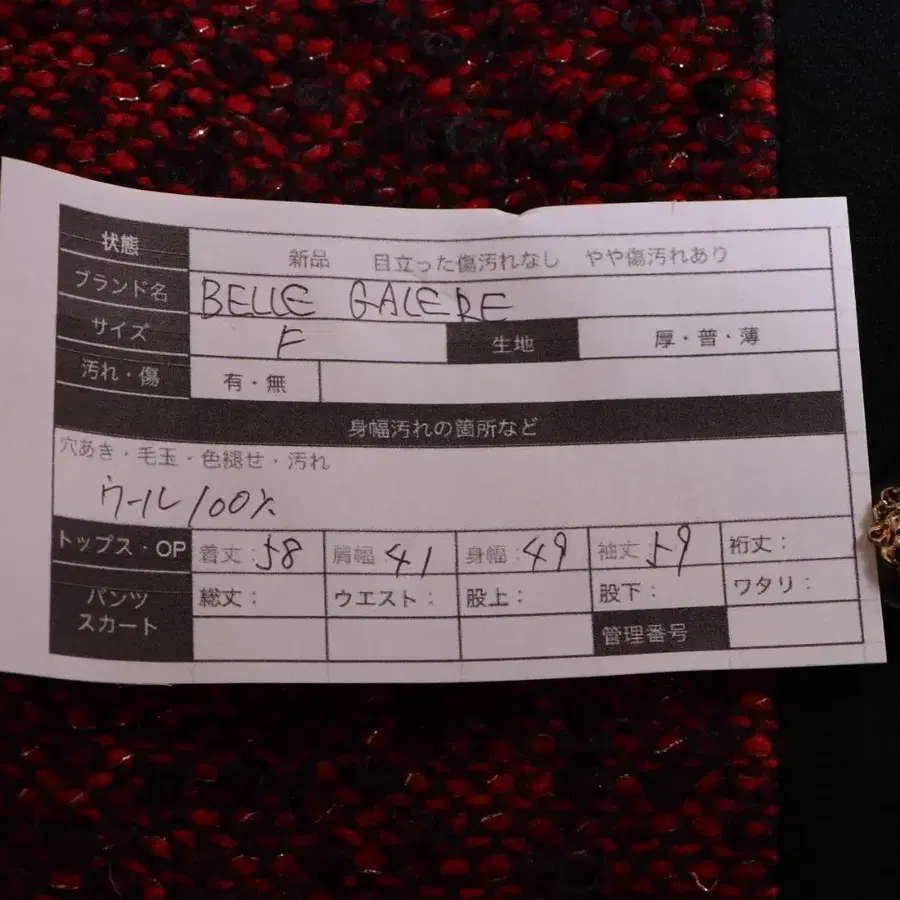 状態 新品 目立った傷汚れなし やや傷汚れあり
ブランド名 BELLE GALERE
サイズ F 生地 厚・普・薄
汚れ・傷 有・無
身幅汚れの箇所など
穴あき・毛玉・色褪せ・汚れ
ウール100%
トップス・OP 着丈:58 肩幅:41 身幅:49 袖丈:59 裄丈:
パンツ スカート 総丈: ウエスト: 股上: 股下: ワタリ:
管理番号